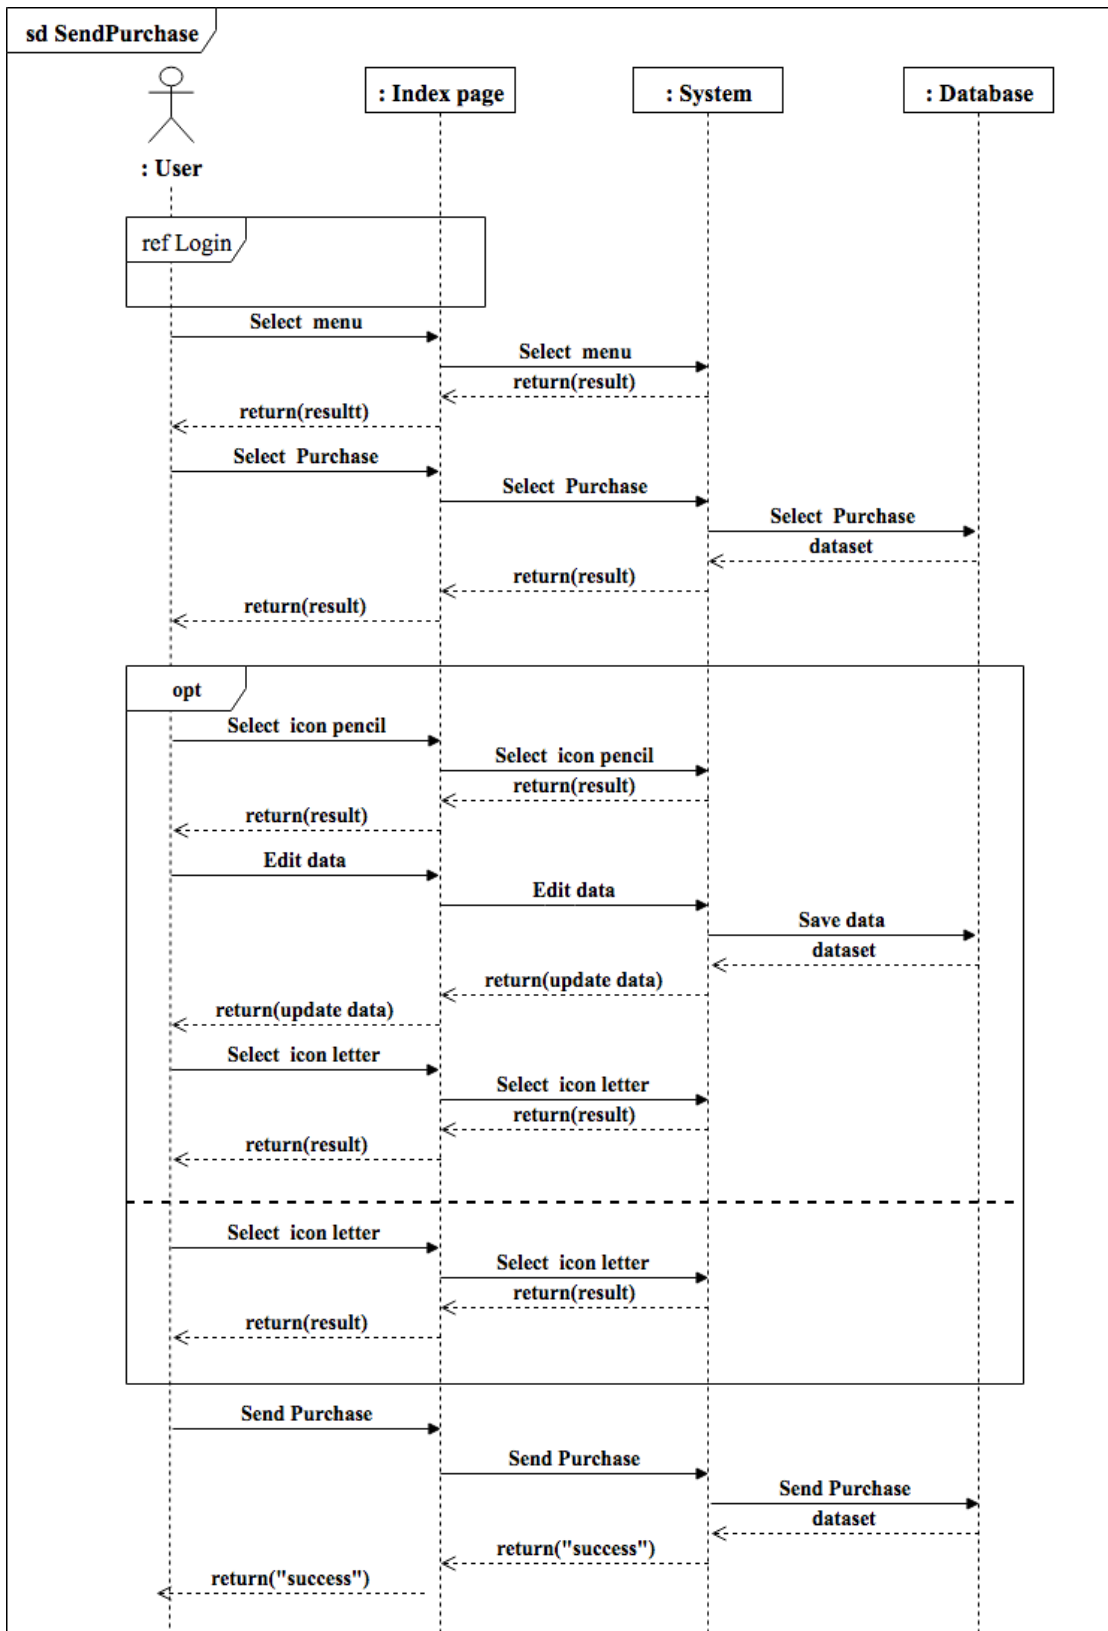 sd SendPurchase
: User
: Index page
: System
: Database
ref Login
Select menu
Select menu
return(result)
return(resultt)
Select Purchase
Select Purchase
Select Purchase
dataset
return(result)
return(result)
opt
Select icon pencil
Select icon pencil
return(result)
return(result)
Edit data
Edit data
Save data
dataset
return(update data)
return(update data)
Select icon letter
Select icon letter
return(result)
return(result)
Select icon letter
Select icon letter
return(result)
return(result)
Send Purchase
Send Purchase
Send Purchase
dataset
return("success")
return("success")